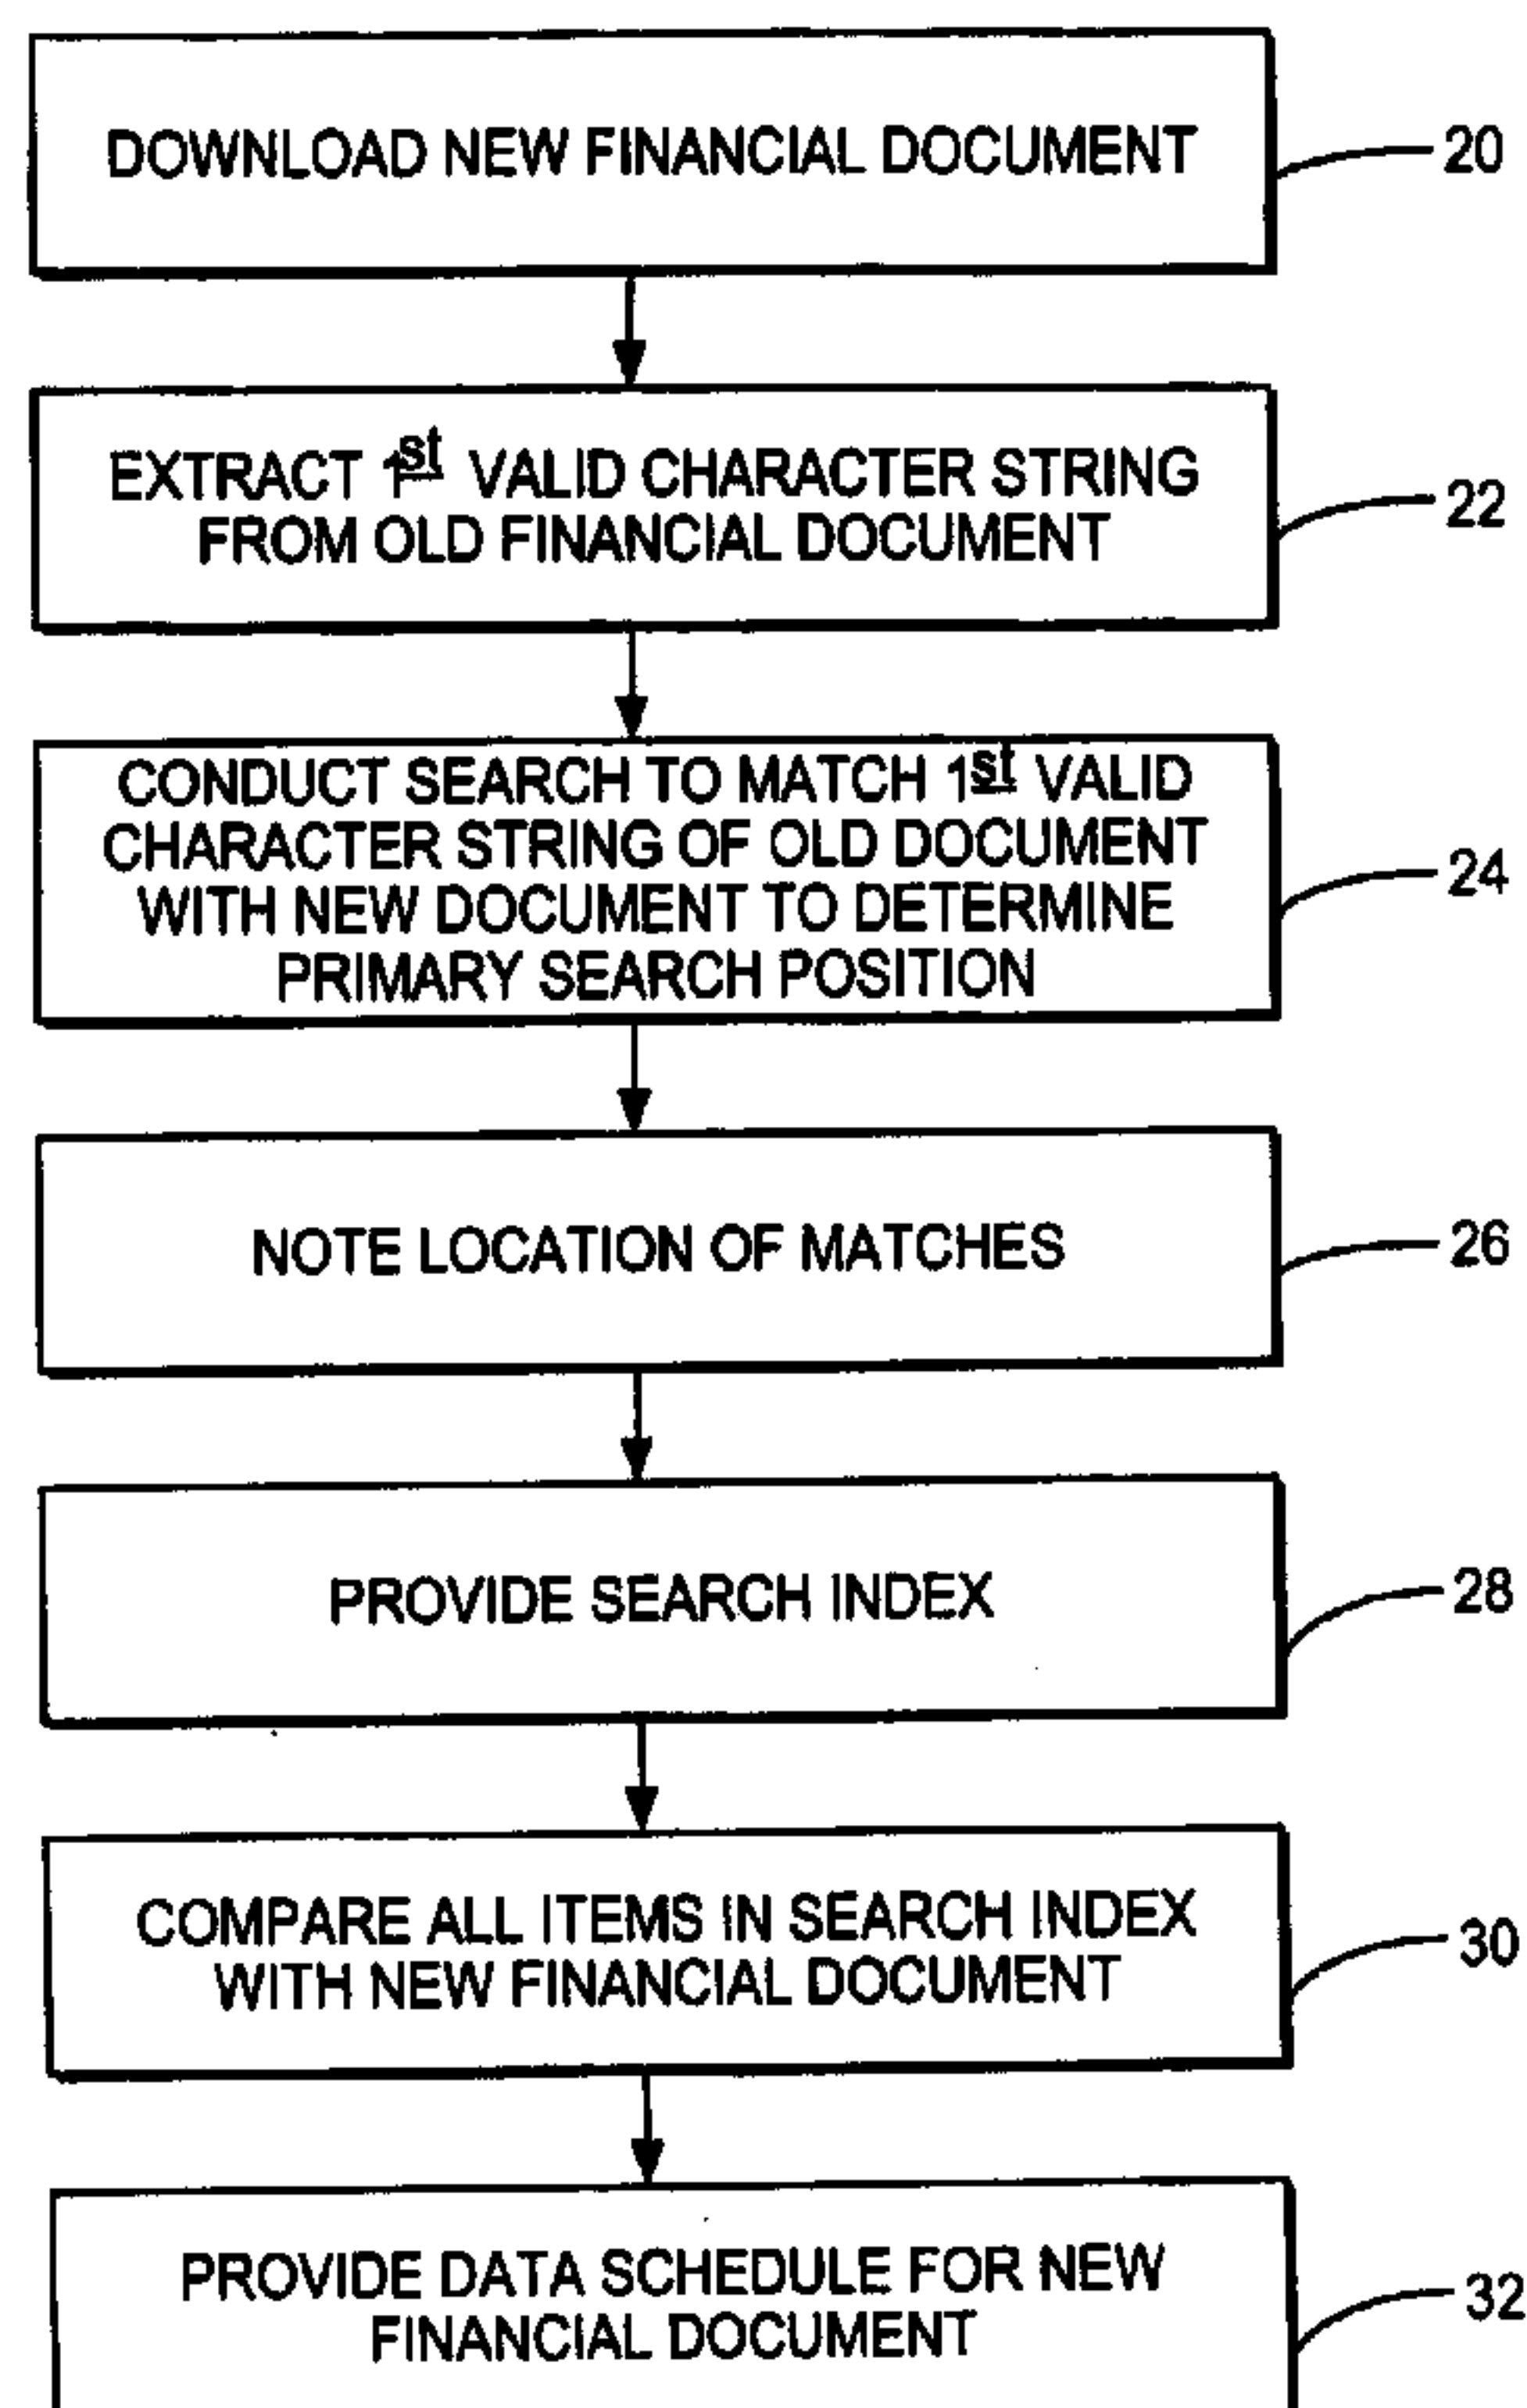 DOWNLOAD NEW FINANCIAL DOCUMENT
20
EXTRACT 1st VALID CHARACTER STRING
FROM OLD FINANCIAL DOCUMENT
22
CONDUCT SEARCH TO MATCH 1st VALID
CHARACTER STRING OF OLD DOCUMENT
WITH NEW DOCUMENT TO DETERMINE
PRIMARY SEARCH POSITION
24
NOTE LOCATION OF MATCHES
26
PROVIDE SEARCH INDEX
28
COMPARE ALL ITEMS IN SEARCH INDEX
WITH NEW FINANCIAL DOCUMENT
30
PROVIDE DATA SCHEDULE FOR NEW
FINANCIAL DOCUMENT
32